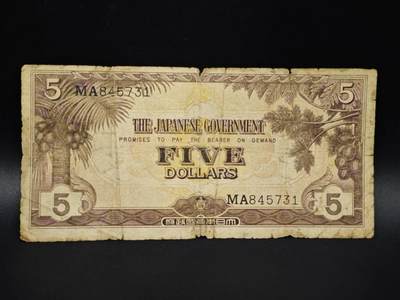 5 5
MA845731
THE JAPANESE GOVERNMENT
PROMISES TO PAY THE BEARER ON DEMAND
FIVE
DOLLARS
MA845731
5 5